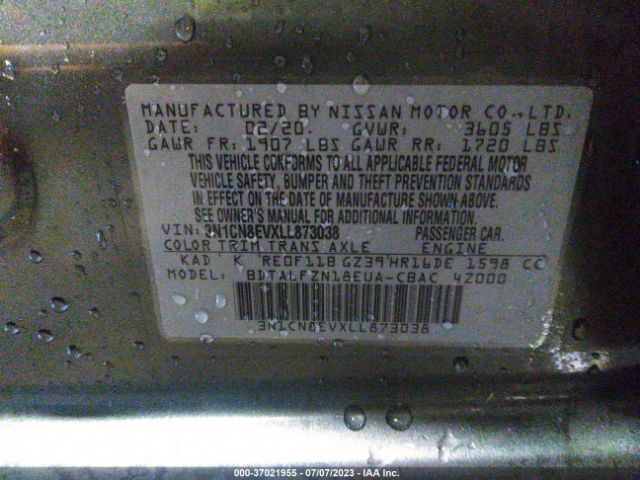 MANUFACTURED BY NISSAN MOTOR CO., LTD.
DATE: 02/20. GVWR: 3605 LBS
GAWR FR: 1907 LBS GAWR RR: 1720 LBS
THIS VEHICLE CONFORMS TO ALL APPLICABLE FEDERAL MOTOR
VEHICLE SAFETY, BUMPER AND THEFT PREVENTION STANDARDS
IN EFFECT ON THE DATE OF MANUFACTURE SHOWN ABOVE.
SEE OWNER'S MANUAL FOR ADDITIONAL INFORMATION.
VIN: 3N1CN8EVXLL873038 PASSENGER CAR.
COLOR TRIM TRANS AXLE ENGINE
KAD K RE0F11B GZ39 HR16DE 1598 CC
MODEL: BDTALFZN18EUA-CBAC 4Z000
3N1CN8EVXLL873038
000-37021955 - 07/07/2023 - IAA Inc.